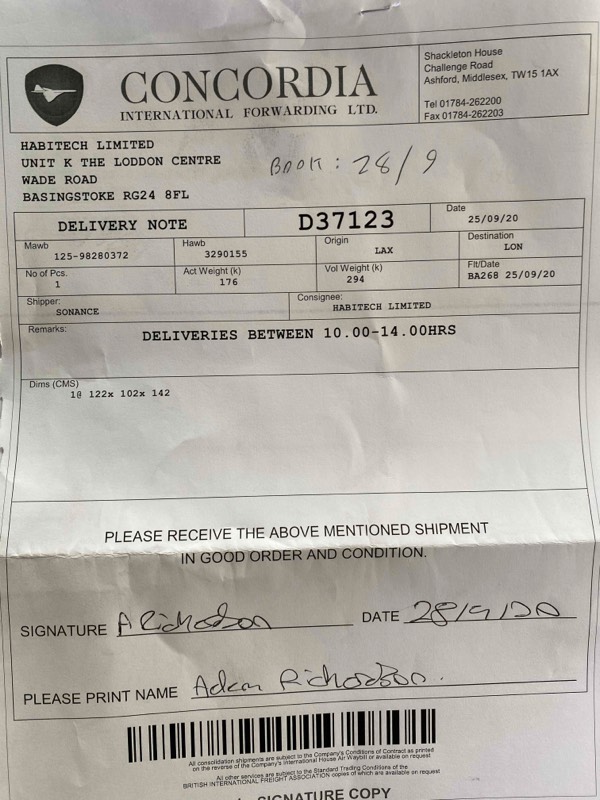 CONCORDIA
INTERNATIONAL FORWARDING LTD.
Shackleton House
Challenge Road
Ashford, Middlesex, TW15 1AX
Tel 01784-262200
Fax 01784-262203
HABITECH LIMITED
UNIT K THE LODDON CENTRE
WADE ROAD
BASINGSTOKE RG24 8FL
BOOK : 28/9
DELIVERY NOTE D37123 Date 25/09/20
Mawb 125-98280372 Hawb 3290155 Origin LAX Destination LON
No of Pcs. 1 Act Weight (k) 176 Vol Weight (k) 294 Flt/Date BA268 25/09/20
Shipper: SONANCE Consignee: HABITECH LIMITED
Remarks: DELIVERIES BETWEEN 10.00-14.00HRS
Dims (CMS)
1@ 122x 102x 142
PLEASE RECEIVE THE ABOVE MENTIONED SHIPMENT
IN GOOD ORDER AND CONDITION.
SIGNATURE A Richardson DATE 28/9/20
PLEASE PRINT NAME Adam Richardson.
All consolidation shipments are subject to the Company's Conditions of Contract as printed
on the reverse of the Company's International House Air Waybill or available on request
All other services are subject to the Standard Trading Conditions of the
BRITISH INTERNATIONAL FREIGHT ASSOCIATION copies of which are available on request
SIGNATURE COPY